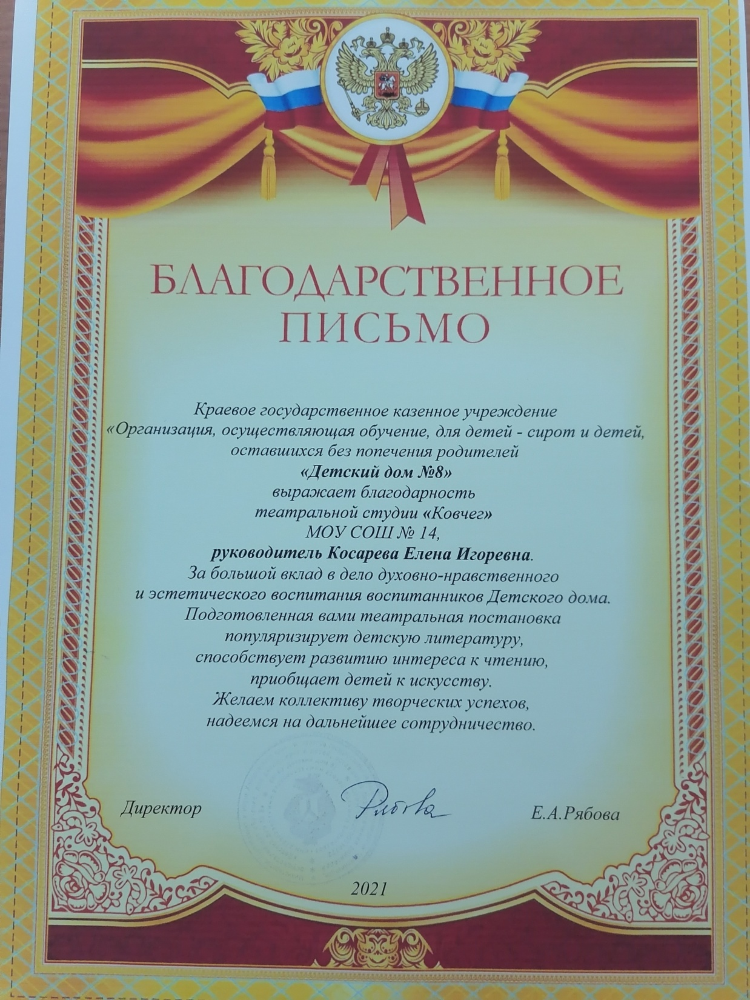 БЛАГОДАРСТВЕННОЕ
ПИСЬМО
Краевое государственное казенное учреждение
«Организация, осуществляющая обучение, для детей - сирот и детей,
оставшихся без попечения родителей
«Детский дом №8»
выражает благодарность
театральной студии «Ковчег»
МОУ СОШ № 14,
руководитель Косарева Елена Игоревна.
За большой вклад в дело духовно-нравственного
и эстетического воспитания воспитанников Детского дома.
Подготовленная вами театральная постановка
популяризирует детскую литературу,
способствует развитию интереса к чтению,
приобщает детей к искусству.
Желаем коллективу творческих успехов,
надеемся на дальнейшее сотрудничество.
Директор Рябова Е.А.Рябова
2021